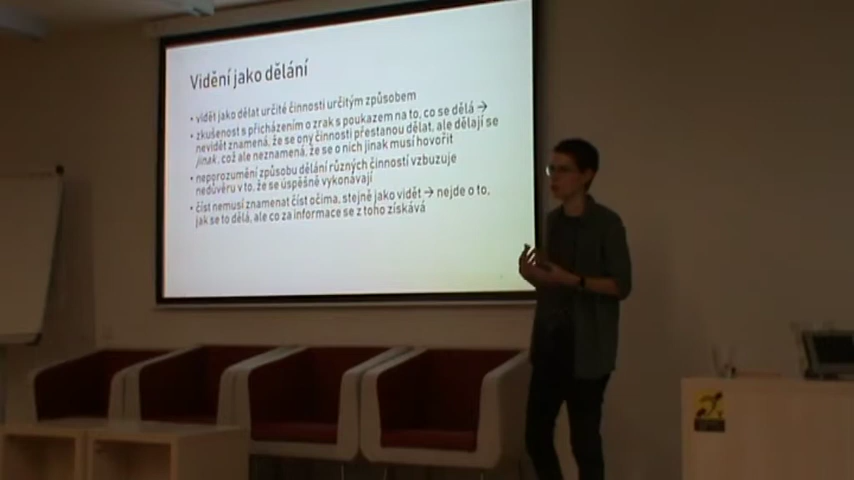 Vidění jako dělání
• vidět jako dělat určité činnosti určitým způsobem
• zkušenost s přicházením o zrak s poukazem na to, co se dělá →
nevidět znamená, že se ony činnosti přestanou dělat, ale dělají se
jinak, což ale neznamená, že se o nich jinak musí hovořit
• neporozumění způsobu dělání různých činností vzbuzuje
nedůvěru v to, že se úspěšně vykonávají
• číst nemusí znamenat číst očima, stejně jako vidět → nejde o to,
jak se to dělá, ale co za informace se z toho získává